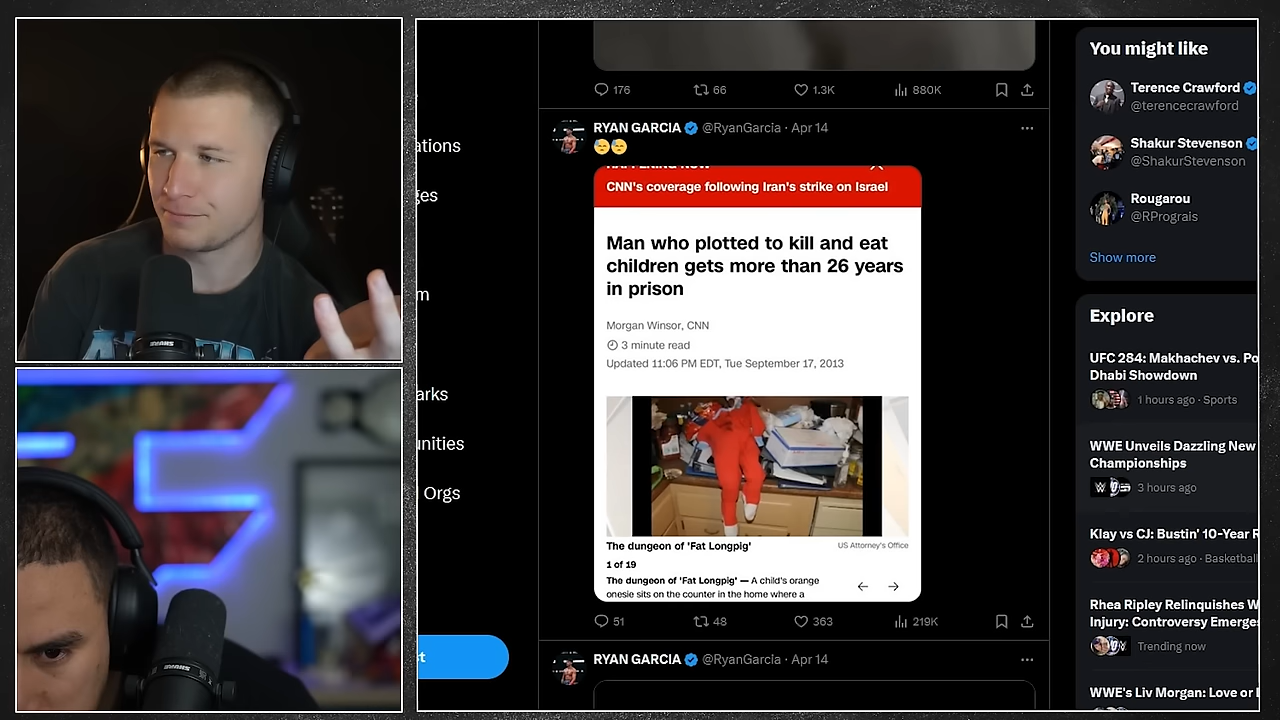 ations
ges
m
arks
unities
Orgs
t
176
66
1.3K
880K
RYAN GARCIA @RyanGarcia · Apr 14
😓😓
HAPPENING NOW
CNN's coverage following Iran's strike on Israel
Man who plotted to kill and eat
children gets more than 26 years
in prison
Morgan Winsor, CNN
3 minute read
Updated 11:06 PM EDT, Tue September 17, 2013
The dungeon of 'Fat Longpig'
US Attorney's Office
1 of 19
The dungeon of 'Fat Longpig' — A child's orange
onesie sits on the counter in the home where a
51
48
363
219K
RYAN GARCIA @RyanGarcia · Apr 14
You might like
Terence Crawford
@terencecrawford
Shakur Stevenson
@ShakurStevenson
Rougarou
@RPrograis
Show more
Explore
UFC 284: Makachev vs. Po
Dhabi Showdown
1 hours ago · Sports
WWE Unveils Dazzling New
Championships
3 hours ago
Klay vs CJ: Bustin' 10-Year R
2 hours ago · Basketball
Rhea Ripley Relinquishes W
Injury: Controversy Emerges
Trending now
WWE's Liv Morgan: Love or